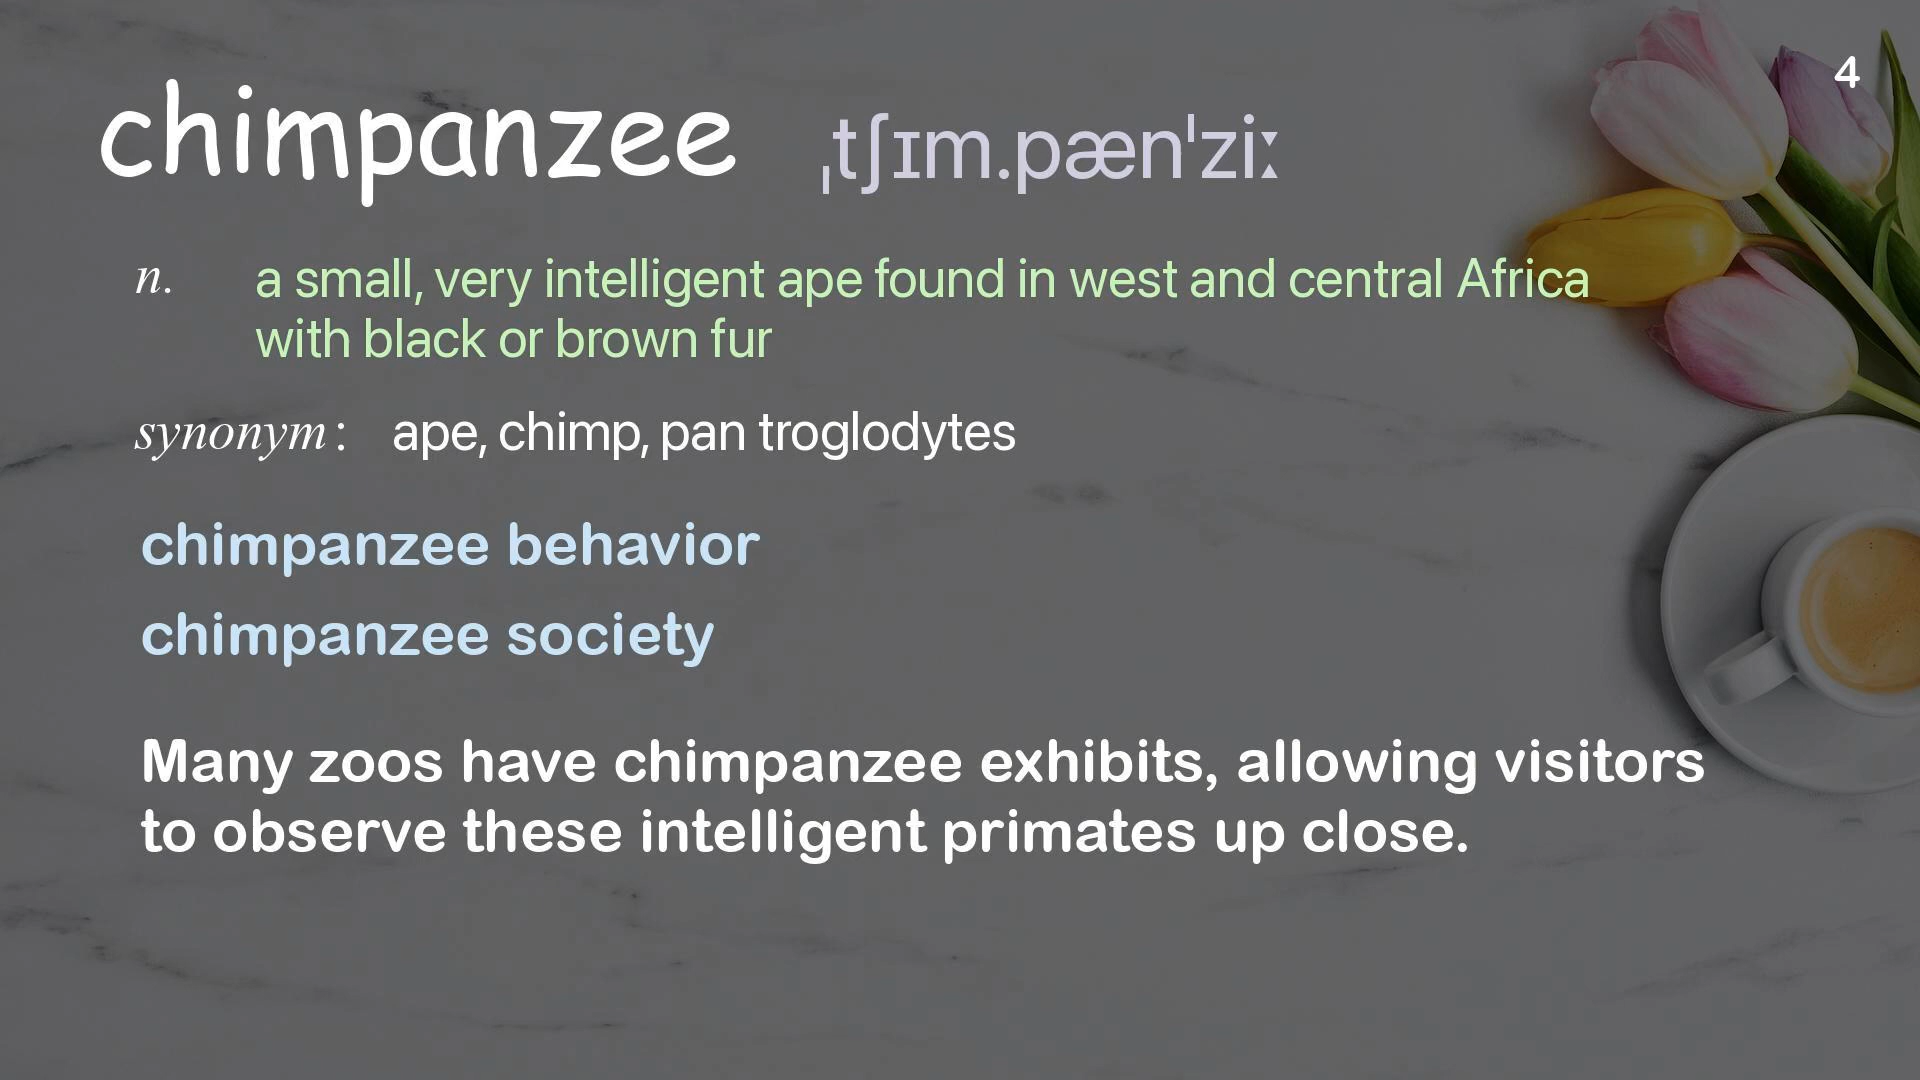 4
chimpanzee ˌtʃɪm.pænˈziː
n. a small, very intelligent ape found in west and central Africa
with black or brown fur
synonym: ape, chimp, pan troglodytes
chimpanzee behavior
chimpanzee society
Many zoos have chimpanzee exhibits, allowing visitors
to observe these intelligent primates up close.